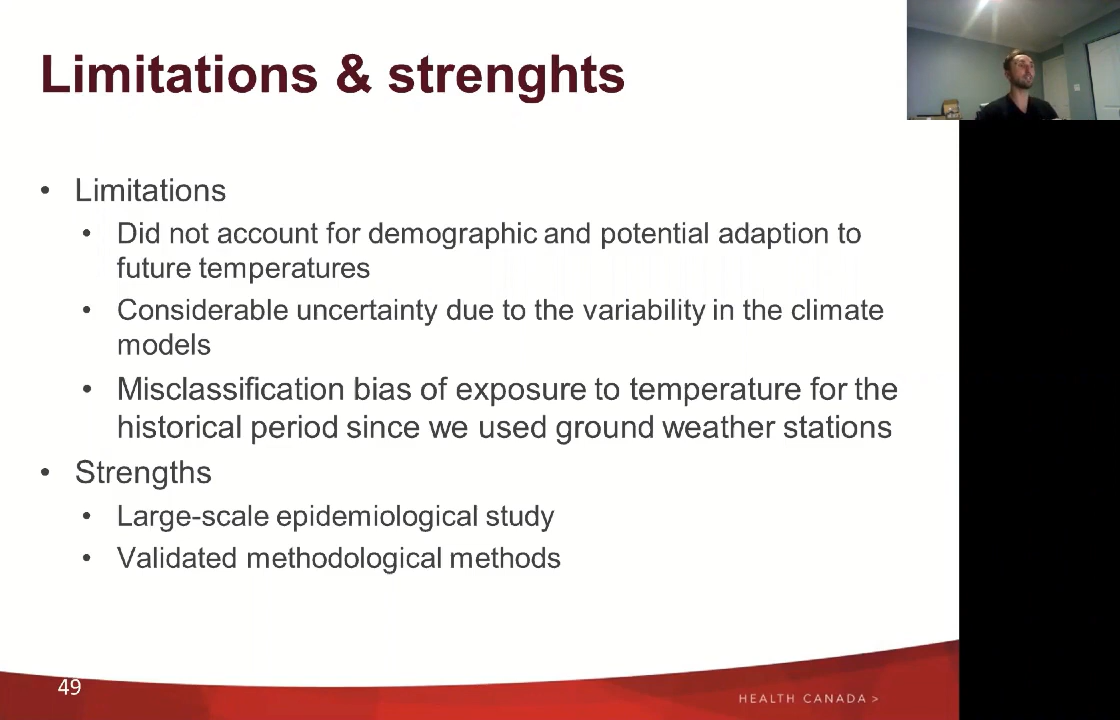 Limitations & strenghts
• Limitations
• Did not account for demographic and potential adaption to
future temperatures
• Considerable uncertainty due to the variability in the climate
models
• Misclassification bias of exposure to temperature for the
historical period since we used ground weather stations
• Strengths
• Large-scale epidemiological study
• Validated methodological methods
49
HEALTH CANADA >